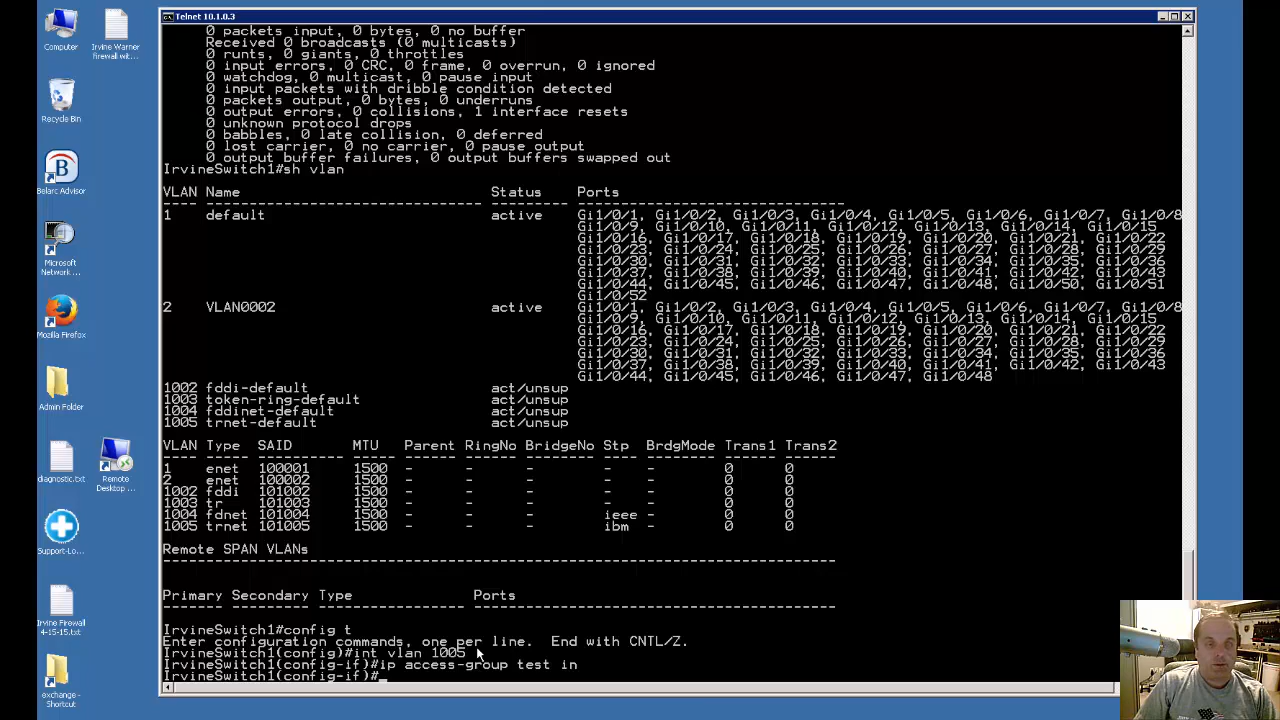 Telnet 10.1.0.3
Computer
Irvine Warner
firewall wit...
Recycle Bin
Belarc Advisor
Microsoft
Network ...
Mozilla Firefox
Admin Folder
diagnostic.txt
Remote
Desktop ...
Support-Lo...
Irvine Firewall
4-15-15.txt
exchange -
Shortcut
0 packets input, 0 bytes, 0 no buffer
Received 0 broadcasts (0 multicasts)
0 runts, 0 giants, 0 throttles
0 input errors, 0 CRC, 0 frame, 0 overrun, 0 ignored
0 watchdog, 0 multicast, 0 pause input
0 input packets with dribble condition detected
0 packets output, 0 bytes, 0 underruns
0 output errors, 0 collisions, 1 interface resets
0 unknown protocol drops
0 babbles, 0 late collision, 0 deferred
0 lost carrier, 0 no carrier, 0 pause output
0 output buffer failures, 0 output buffers swapped out
IrvineSwitch1#sh vlan
VLAN Name Status Ports
---- -------------------------------- --------- -------------------------------
1 default active Gi1/0/1, Gi1/0/2, Gi1/0/3, Gi1/0/4, Gi1/0/5, Gi1/0/6, Gi1/0/7, Gi1/0/8
Gi1/0/9, Gi1/0/10, Gi1/0/11, Gi1/0/12, Gi1/0/13, Gi1/0/14, Gi1/0/15
Gi1/0/16, Gi1/0/17, Gi1/0/18, Gi1/0/19, Gi1/0/20, Gi1/0/21, Gi1/0/22
Gi1/0/23, Gi1/0/24, Gi1/0/25, Gi1/0/26, Gi1/0/27, Gi1/0/28, Gi1/0/29
Gi1/0/30, Gi1/0/31, Gi1/0/32, Gi1/0/33, Gi1/0/34, Gi1/0/35, Gi1/0/36
Gi1/0/37, Gi1/0/38, Gi1/0/39, Gi1/0/40, Gi1/0/41, Gi1/0/42, Gi1/0/43
Gi1/0/44, Gi1/0/45, Gi1/0/46, Gi1/0/47, Gi1/0/48, Gi1/0/50, Gi1/0/51
Gi1/0/52
2 VLAN0002 active Gi1/0/1, Gi1/0/2, Gi1/0/3, Gi1/0/4, Gi1/0/5, Gi1/0/6, Gi1/0/7, Gi1/0/8
Gi1/0/9, Gi1/0/10, Gi1/0/11, Gi1/0/12, Gi1/0/13, Gi1/0/14, Gi1/0/15
Gi1/0/16, Gi1/0/17, Gi1/0/18, Gi1/0/19, Gi1/0/20, Gi1/0/21, Gi1/0/22
Gi1/0/23, Gi1/0/24, Gi1/0/25, Gi1/0/26, Gi1/0/27, Gi1/0/28, Gi1/0/29
Gi1/0/30, Gi1/0/31, Gi1/0/32, Gi1/0/33, Gi1/0/34, Gi1/0/35, Gi1/0/36
Gi1/0/37, Gi1/0/38, Gi1/0/39, Gi1/0/40, Gi1/0/41, Gi1/0/42, Gi1/0/43
Gi1/0/44, Gi1/0/45, Gi1/0/46, Gi1/0/47, Gi1/0/48
1002 fddi-default act/unsup
1003 token-ring-default act/unsup
1004 fddinet-default act/unsup
1005 trnet-default act/unsup
VLAN Type SAID MTU Parent RingNo BridgeNo Stp BrdgMode Trans1 Trans2
---- ----- ---------- ----- ------ ------ -------- ---- -------- ------ ------
1 enet 100001 1500 - - - - - 0 0
2 enet 100002 1500 - - - - - 0 0
1002 fddi 101002 1500 - - - - - 0 0
1003 tr 101003 1500 - - - - - 0 0
1004 fdnet 101004 1500 - - - ieee - 0 0
1005 trnet 101005 1500 - - - ibm - 0 0
Remote SPAN VLANs
------------------------------------------------------------------------------
Primary Secondary Type Ports
------- --------- ----------------- ------------------------------------------
IrvineSwitch1#config t
Enter configuration commands, one per line. End with CNTL/Z.
IrvineSwitch1(config)#int vlan 1005
IrvineSwitch1(config-if)#ip access-group test in
IrvineSwitch1(config-if)#